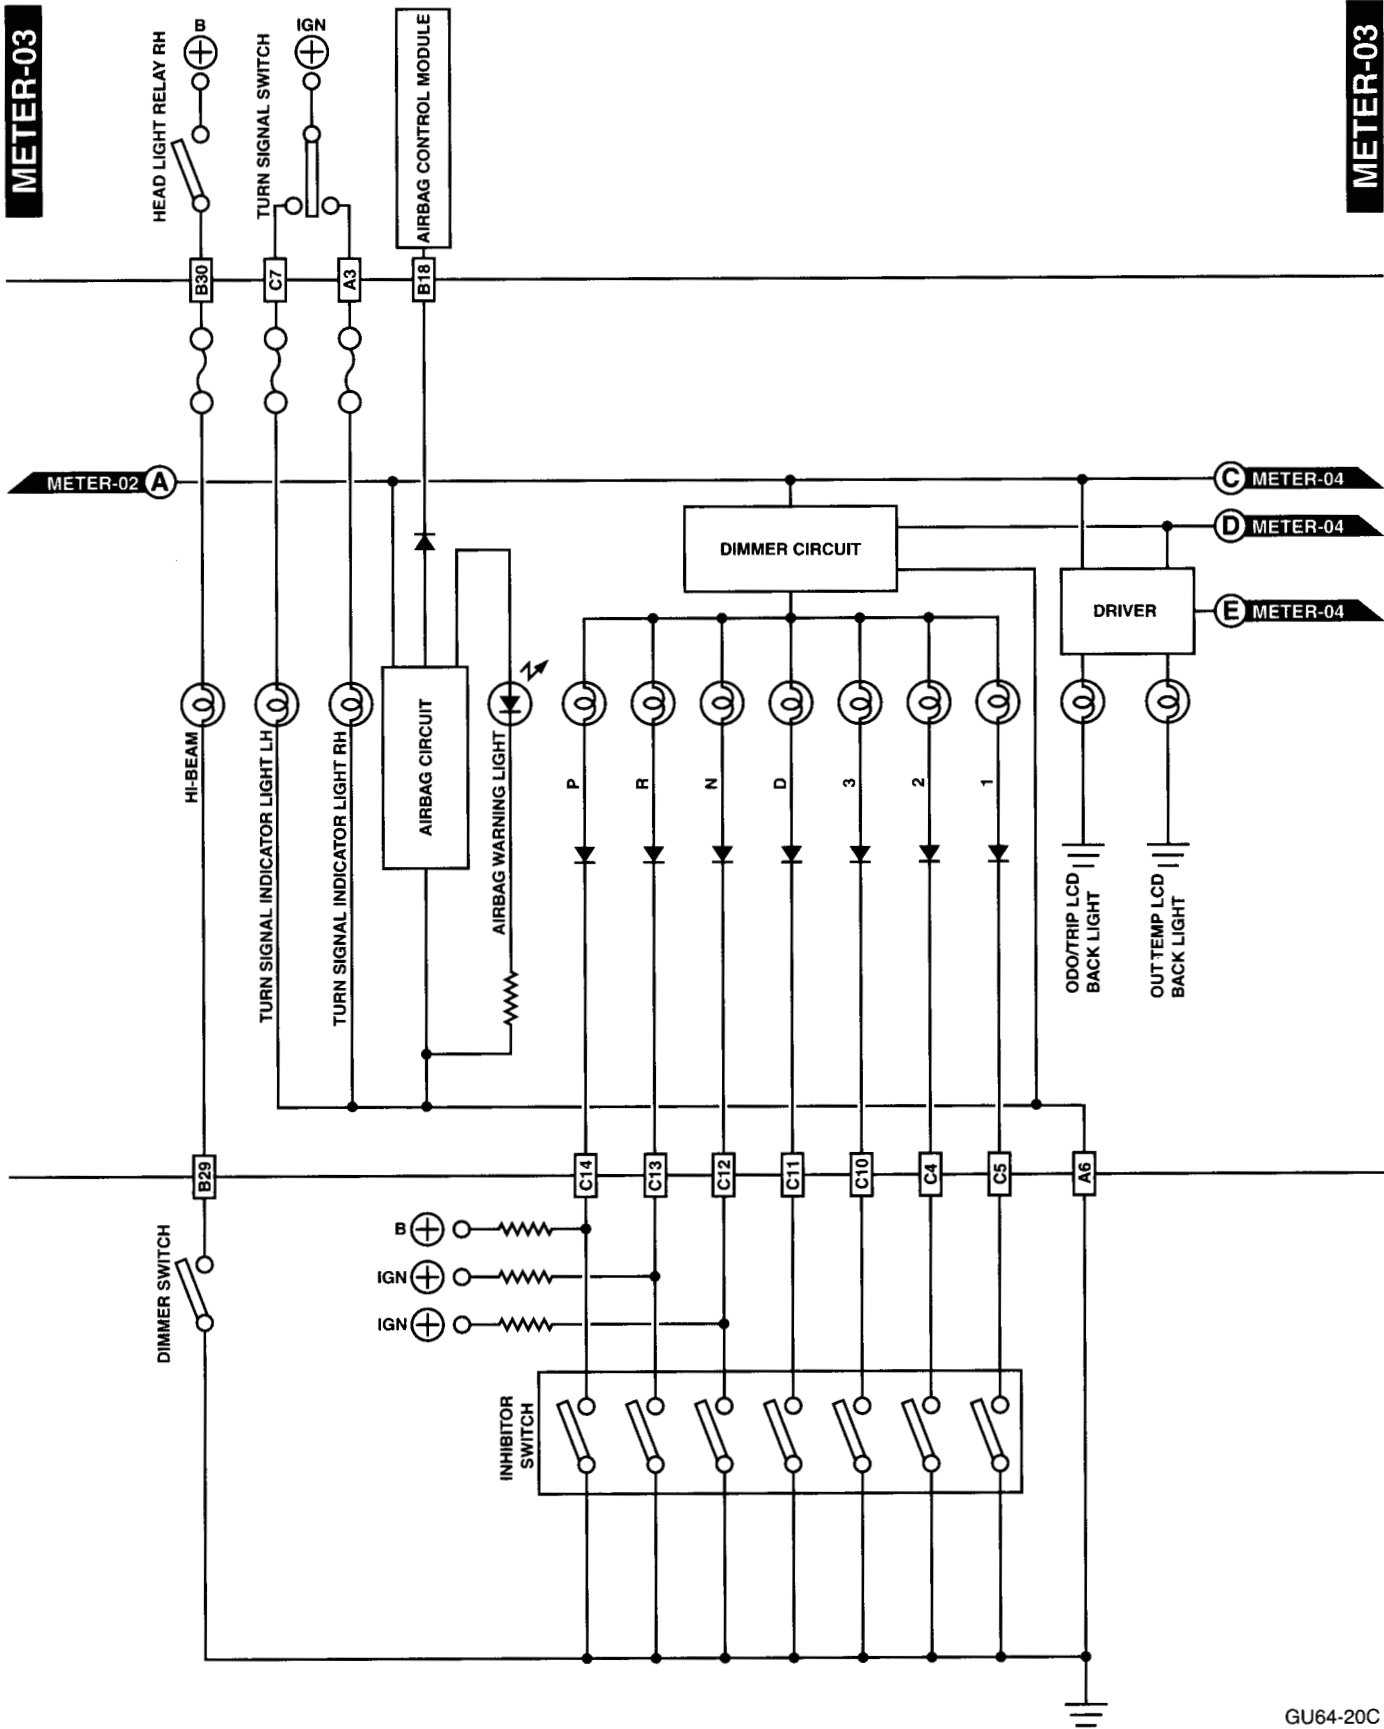 METER-03
METER-03
HEAD LIGHT RELAY RH
B
TURN SIGNAL SWITCH
IGN
AIRBAG CONTROL MODULE
B30
C7
A3
B18
METER-02
A
C
METER-04
D
METER-04
E
METER-04
DIMMER CIRCUIT
DRIVER
HI-BEAM
TURN SIGNAL INDICATOR LIGHT LH
TURN SIGNAL INDICATOR LIGHT RH
AIRBAG CIRCUIT
AIRBAG WARNING LIGHT
P
R
N
D
3
2
1
ODO/TRIP LCD
BACK LIGHT
OUT TEMP LCD
BACK LIGHT
B29
C14
C13
C12
C11
C10
C4
C5
A6
DIMMER SWITCH
B
IGN
IGN
INHIBITOR
SWITCH
GU64-20C